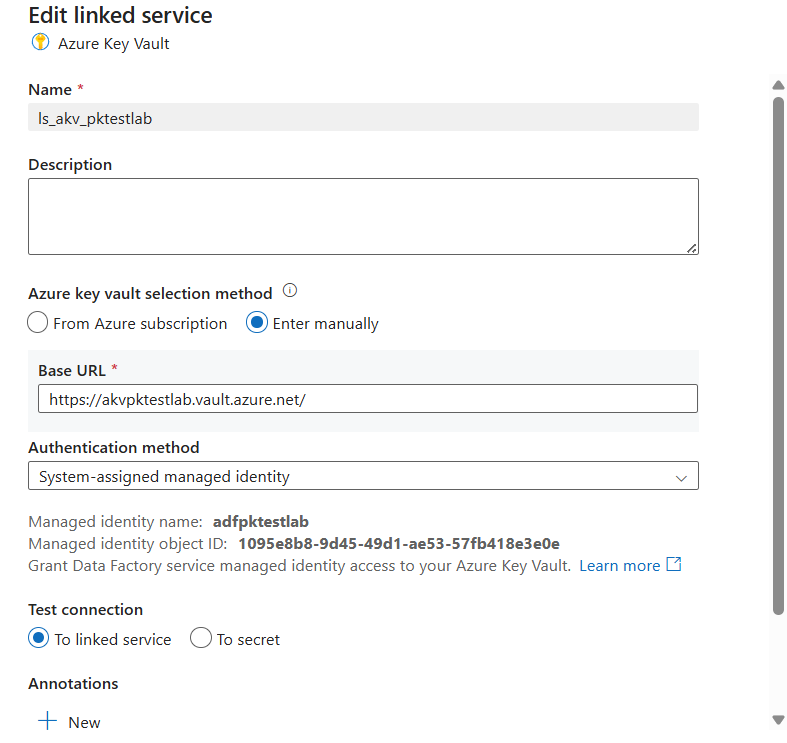 Edit linked service
Azure Key Vault
Name *
ls_akv_pktestlab
Description
Azure key vault selection method
From Azure subscription Enter manually
Base URL *
https://akvpktestlab.vault.azure.net/
Authentication method
System-assigned managed identity
Managed identity name: adfpktestlab
Managed identity object ID: 1095e8b8-9d45-49d1-ae53-57fb418e3e0e
Grant Data Factory service managed identity access to your Azure Key Vault. Learn more
Test connection
To linked service To secret
Annotations
New